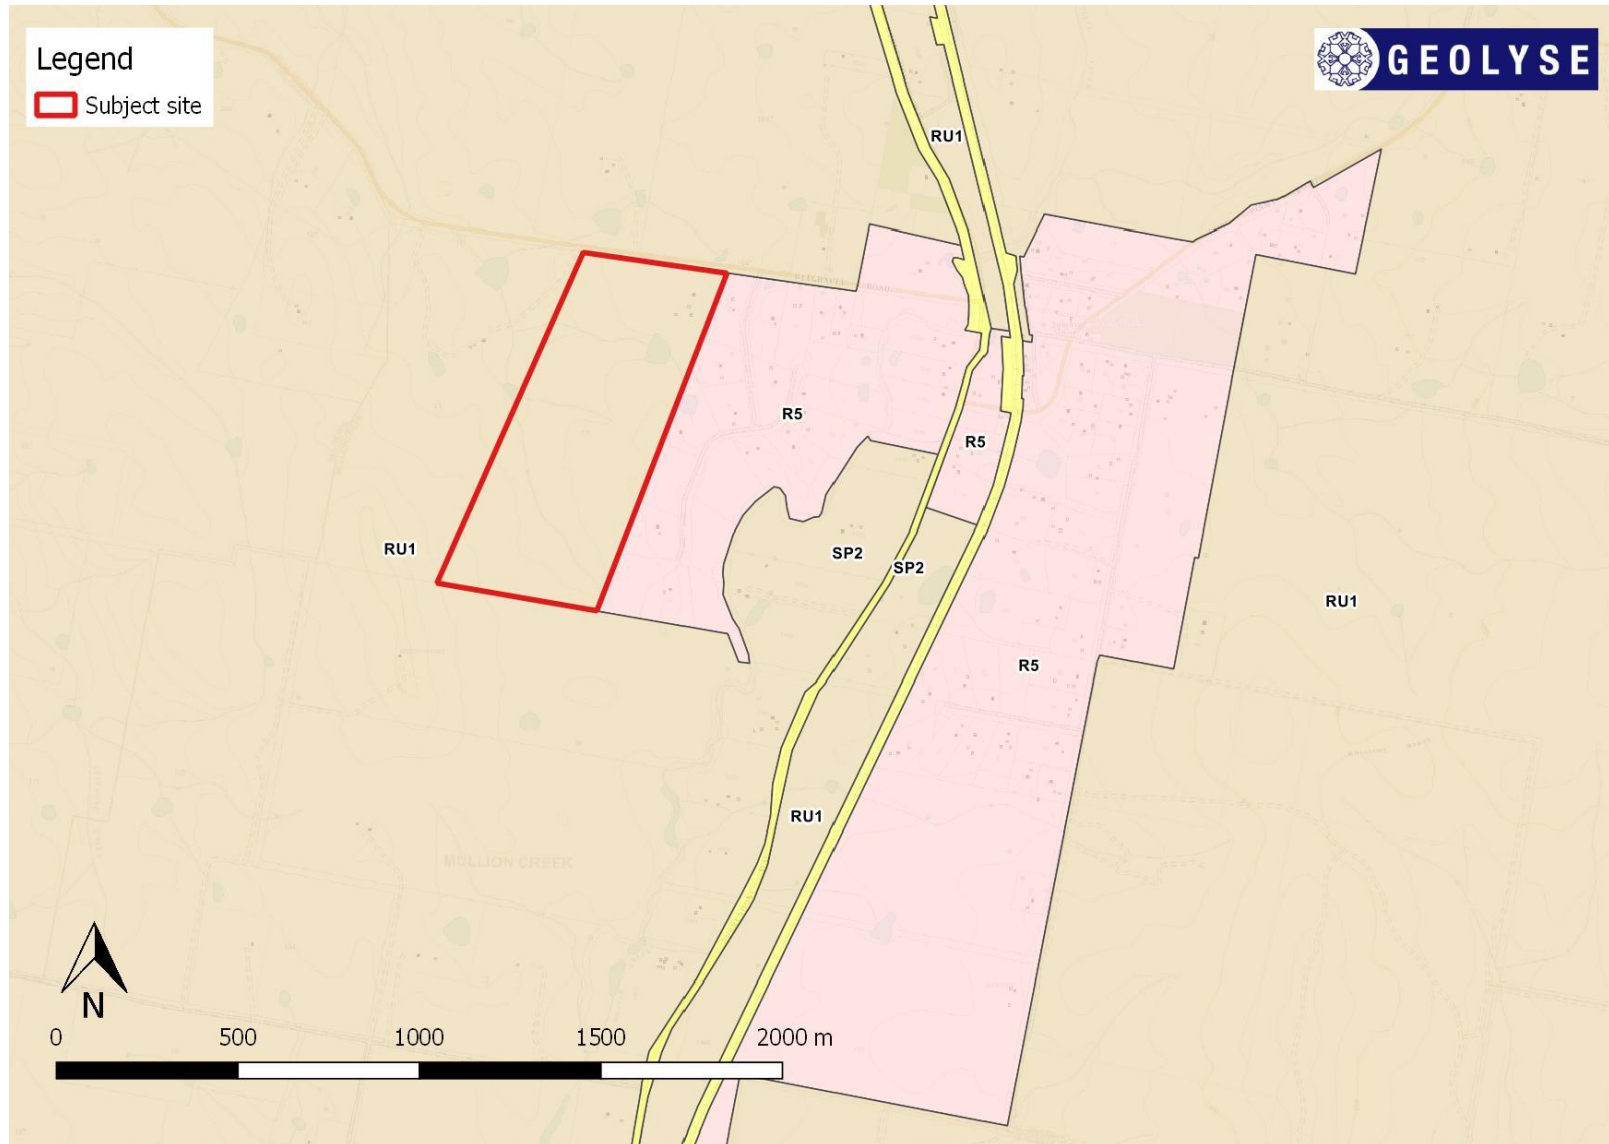 Legend
Subject site
GEOLYSE
RU1
R5
R5
RU1
SP2
SP2
RU1
R5
RU1
MULLION CREEK
N
0 500 1000 1500 2000 m